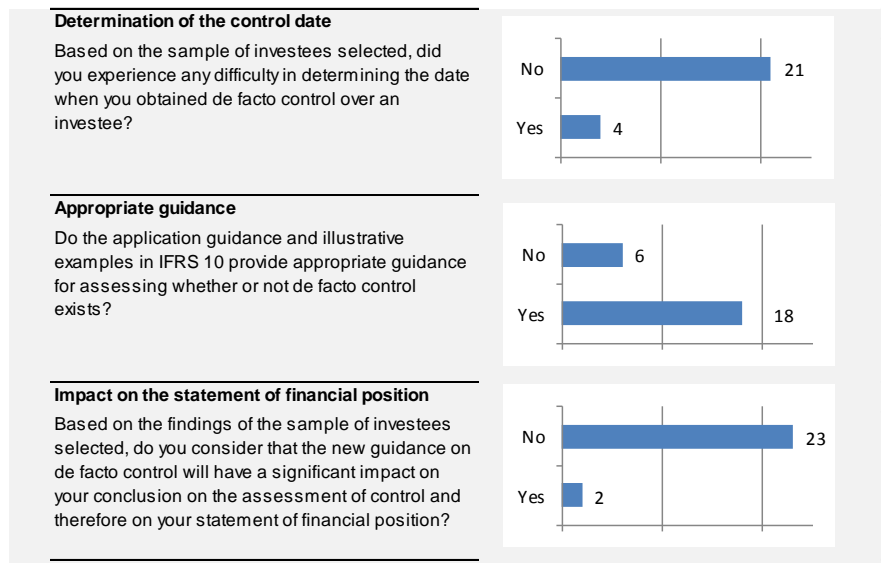 Determination of the control date
Based on the sample of investees selected, did
you experience any difficulty in determining the date
when you obtained de facto control over an
investee?
No
21
Yes
4
Appropriate guidance
Do the application guidance and illustrative
examples in IFRS 10 provide appropriate guidance
for assessing whether or not de facto control
exists?
No
6
Yes
18
Impact on the statement of financial position
Based on the findings of the sample of investees
selected, do you consider that the new guidance on
de facto control will have a significant impact on
your conclusion on the assessment of control and
therefore on your statement of financial position?
No
23
Yes
2